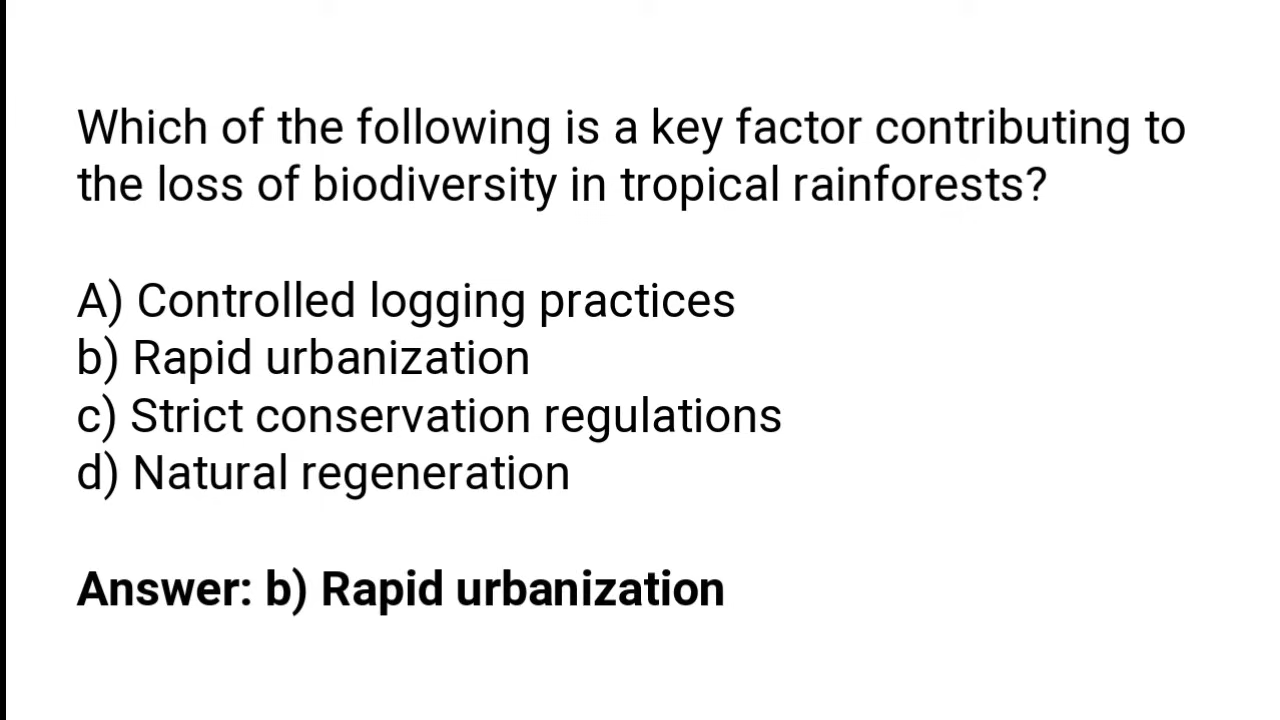 Which of the following is a key factor contributing to
the loss of biodiversity in tropical rainforests?
A) Controlled logging practices
b) Rapid urbanization
c) Strict conservation regulations
d) Natural regeneration
Answer: b) Rapid urbanization